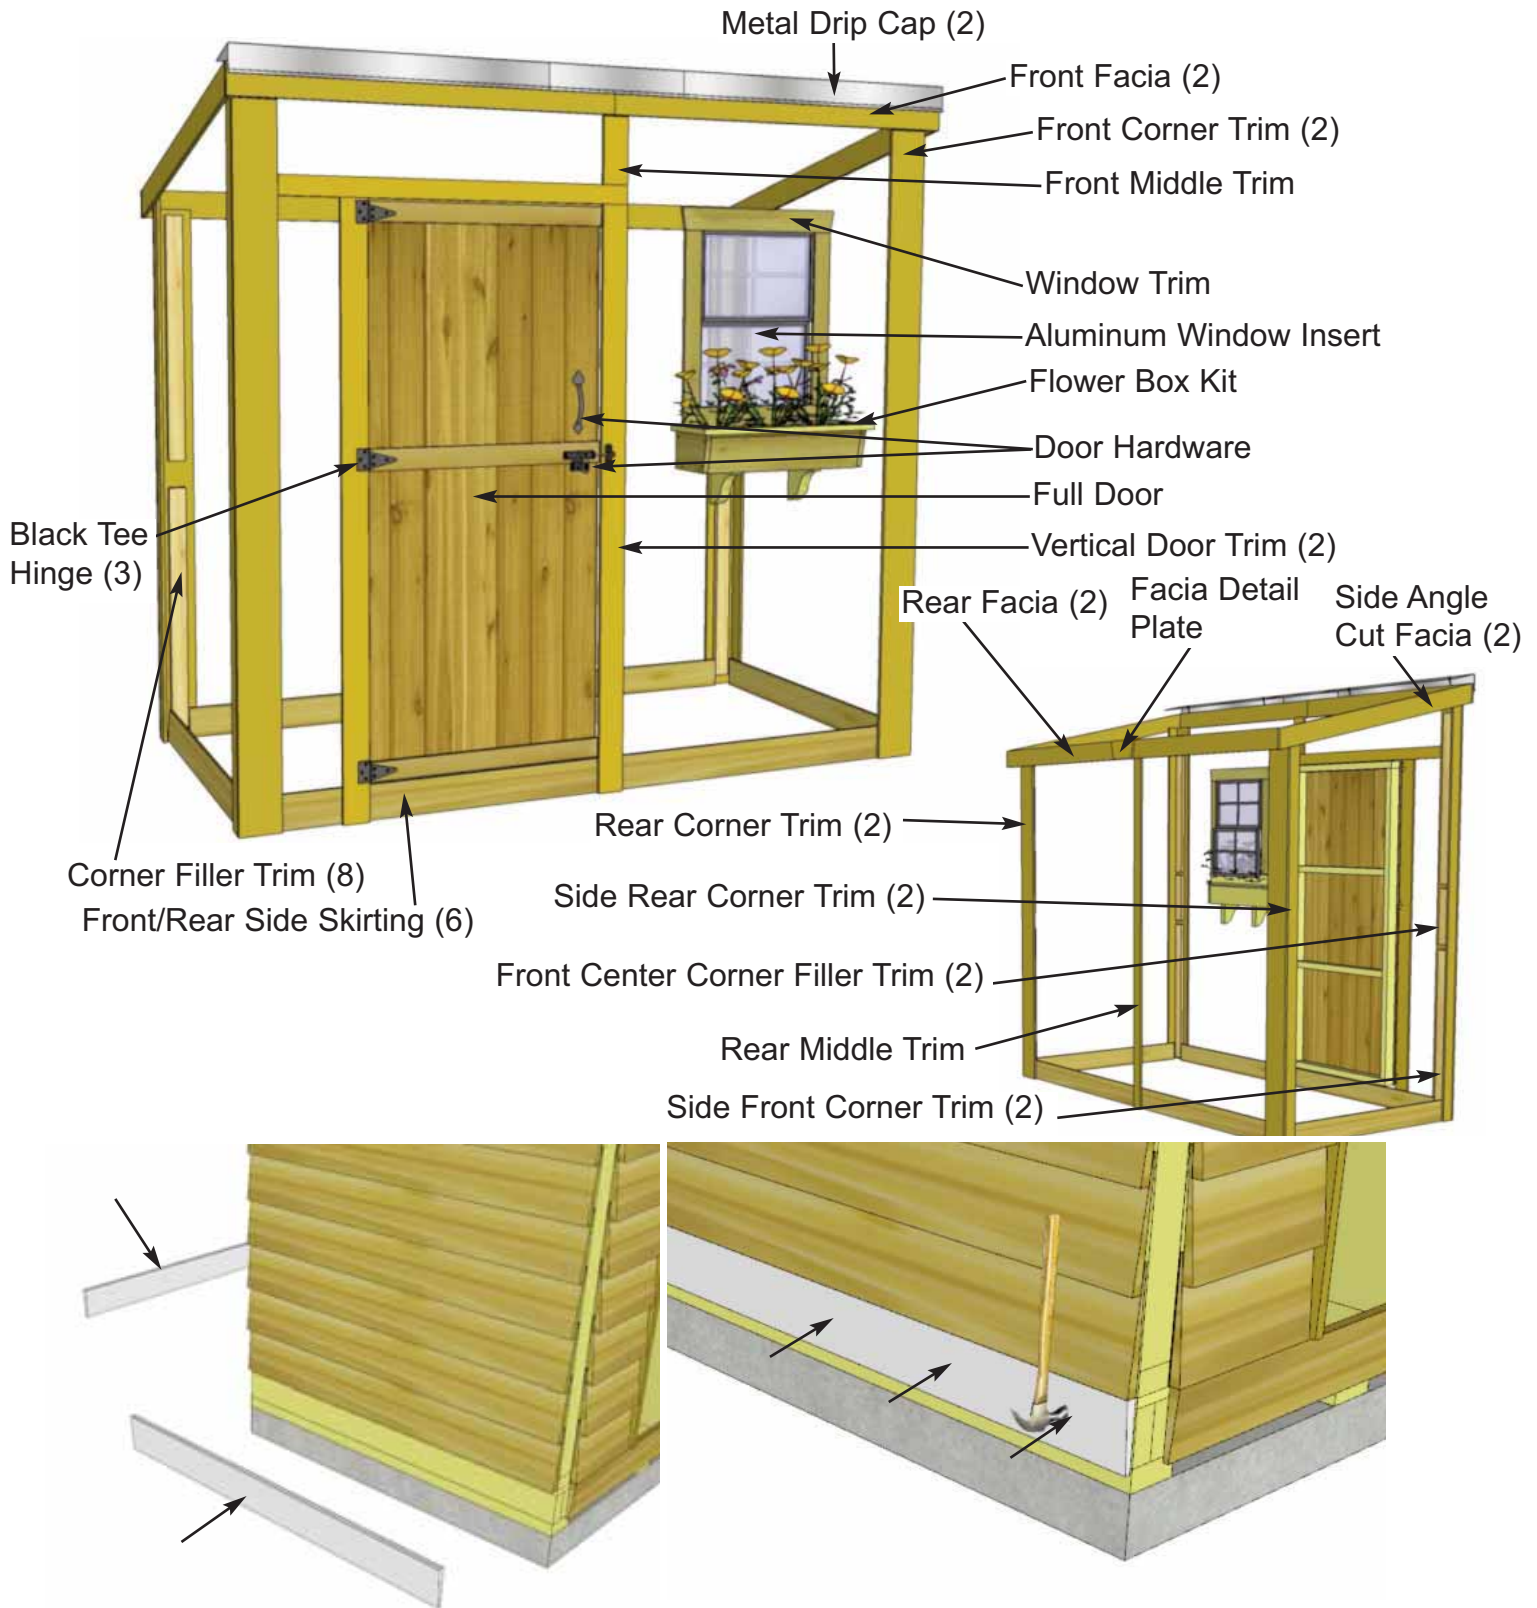 Metal Drip Cap (2)
Front Facia (2)
Front Corner Trim (2)
Front Middle Trim
Window Trim
Aluminum Window Insert
Flower Box Kit
Door Hardware
Full Door
Vertical Door Trim (2)
Black Tee
Hinge (3)
Corner Filler Trim (8)
Front/Rear Side Skirting (6)
Rear Facia (2)
Facia Detail
Plate
Side Angle
Cut Facia (2)
Rear Corner Trim (2)
Side Rear Corner Trim (2)
Front Center Corner Filler Trim (2)
Rear Middle Trim
Side Front Corner Trim (2)